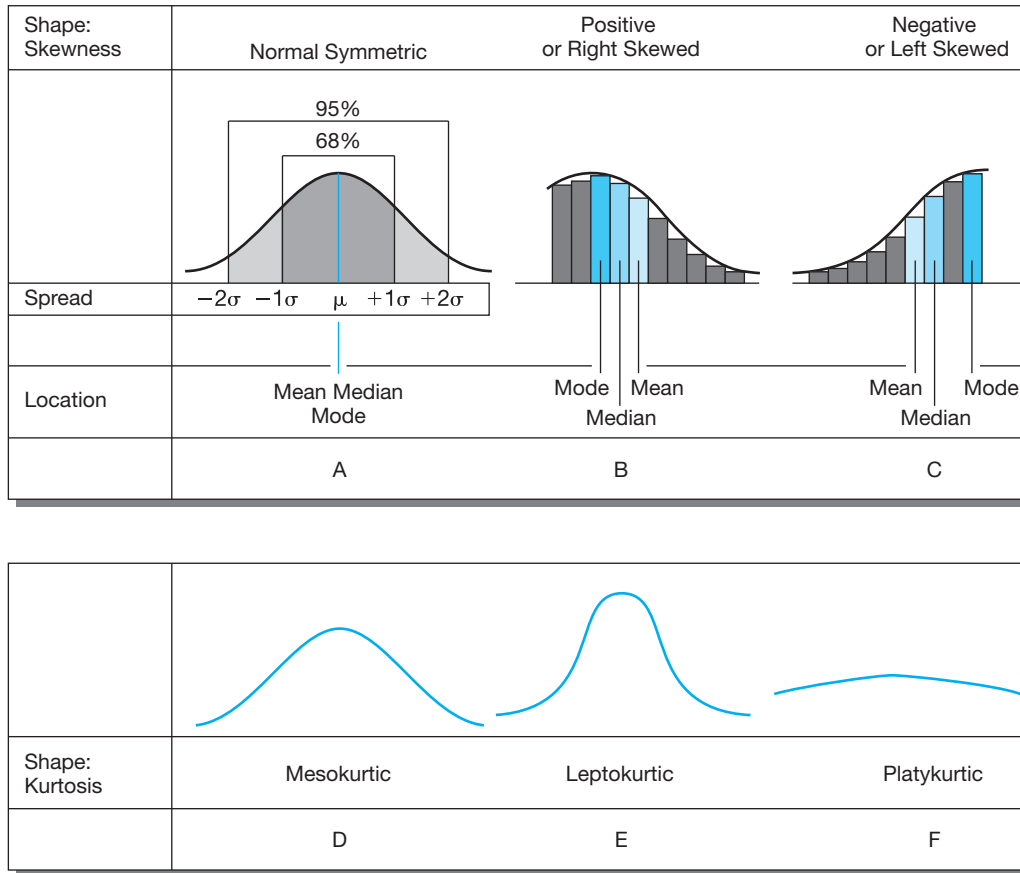 Shape:
Skewness
Normal Symmetric
Positive
or Right Skewed
Negative
or Left Skewed
95%
68%
Spread
−2σ −1σ μ +1σ +2σ
Location
Mean Median
Mode
Mode Mean
Median
Mean Mode
Median
A B C
Shape:
Kurtosis
Mesokurtic Leptokurtic Platykurtic
D E F